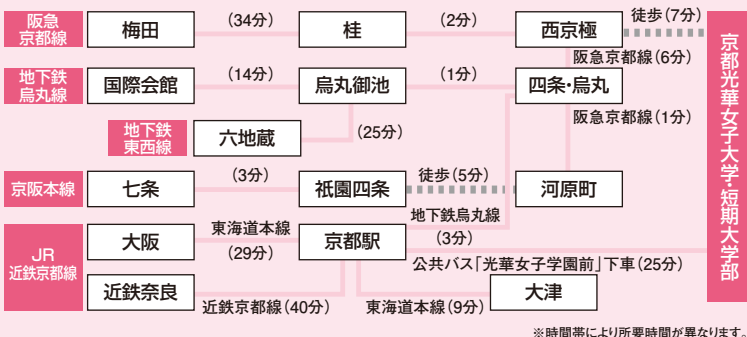 阪急
京都線
梅田
(34分)
桂
(2分)
西京極
徒歩(7分)
阪急京都線(6分)
地下鉄
烏丸線
国際会館
(14分)
烏丸御池
(1分)
四条・烏丸
阪急京都線(1分)
地下鉄
東西線
六地蔵
(25分)
京阪本線
七条
(3分)
祇園四条
徒歩(5分)
河原町
地下鉄烏丸線
(3分)
JR
近鉄京都線
大阪
東海道本線
(29分)
京都駅
公共バス「光華女子学園前」下車(25分)
近鉄奈良
近鉄京都線(40分)
東海道本線(9分)
大津
京都光華女子大学・短期大学部
※時間帯により所要時間が異なります。